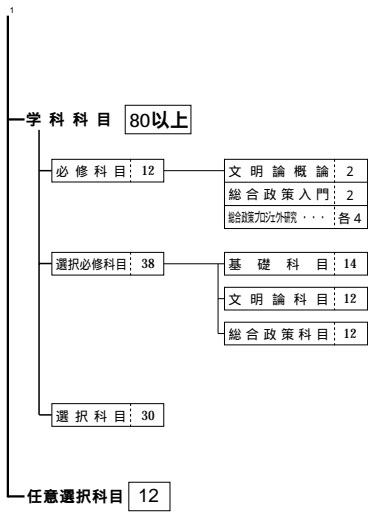 1
学科科目 80以上
必修科目 12
文明論概論 2
総合政策入門 2
総合政策プロジェクト研究・・・ 各4
選択必修科目 38
基礎科目 14
文明論科目 12
総合政策科目 12
選択科目 30
任意選択科目 12